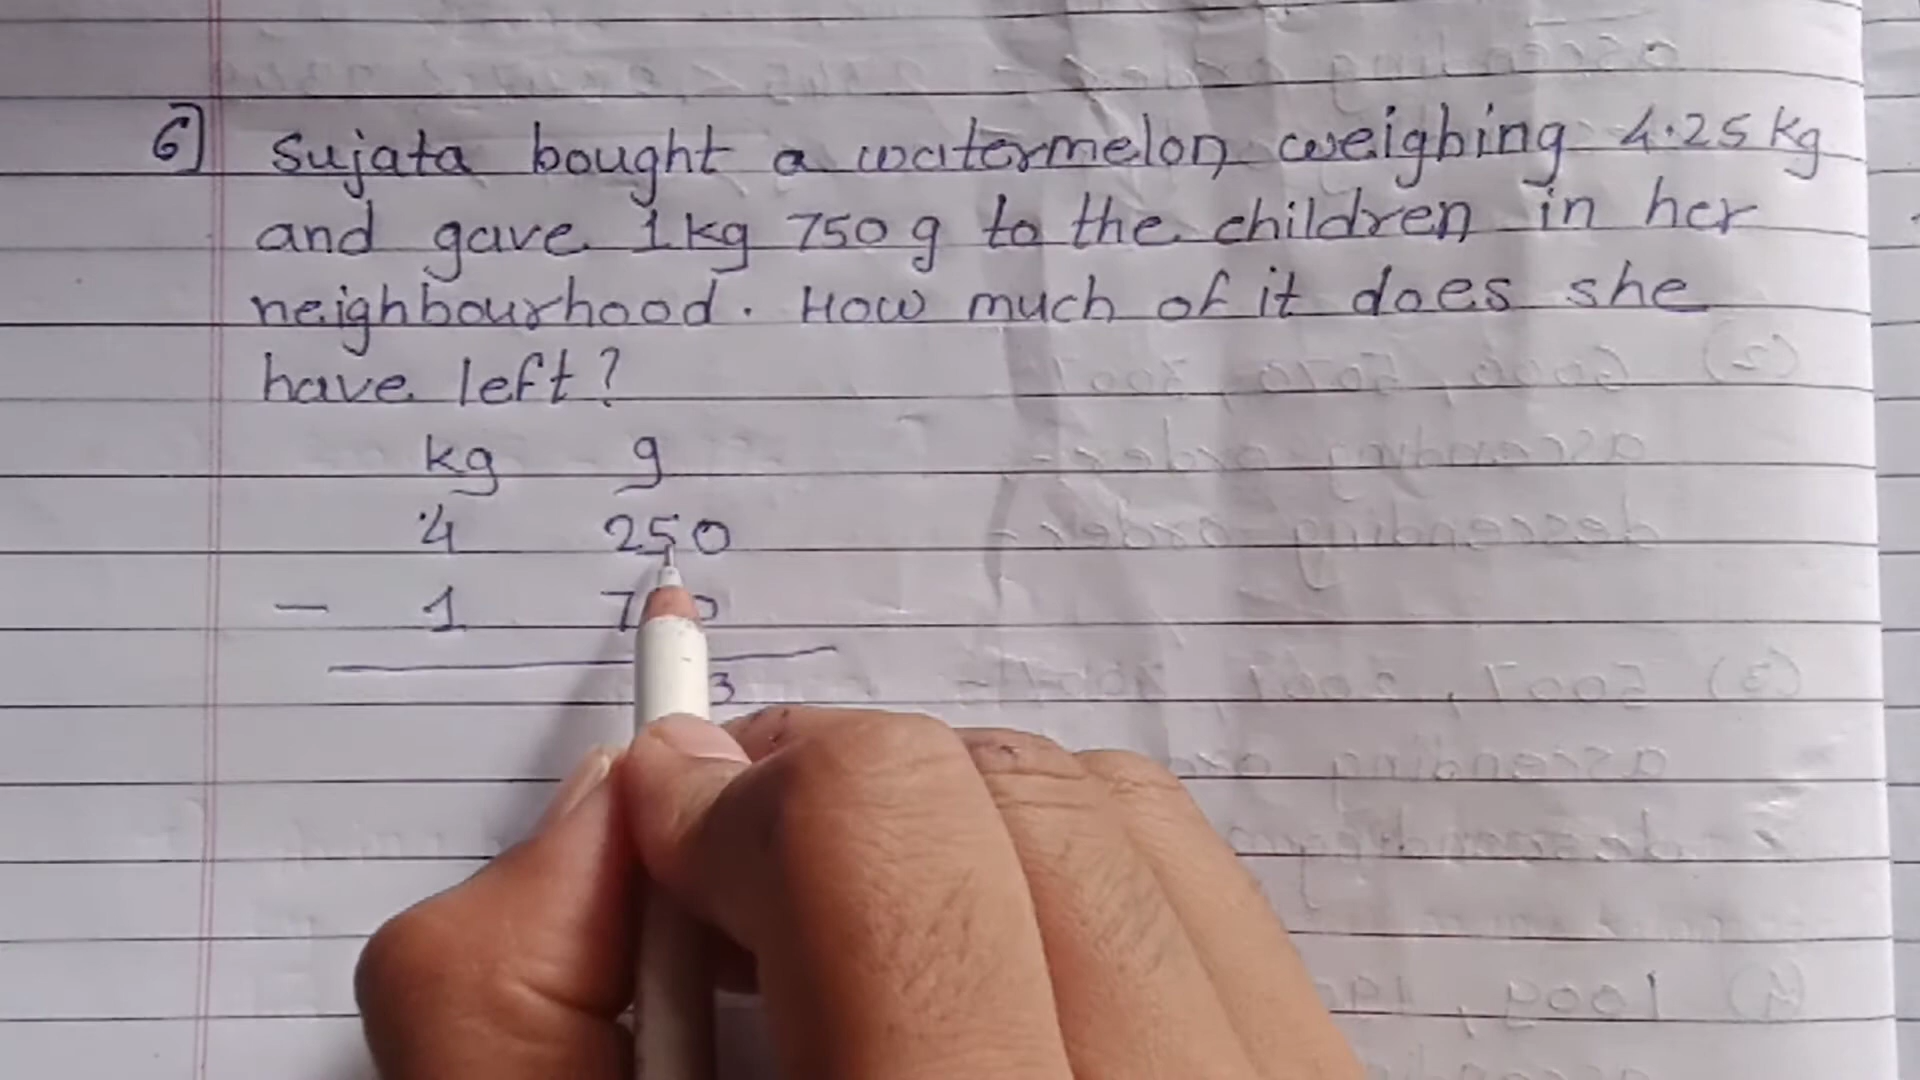 6] Sujata bought a watermelon weighing 4.25 kg
and gave 1 kg 750 g to the children in her
neighbourhood. How much of it does she
have left?
kg g
4 250
- 1
3